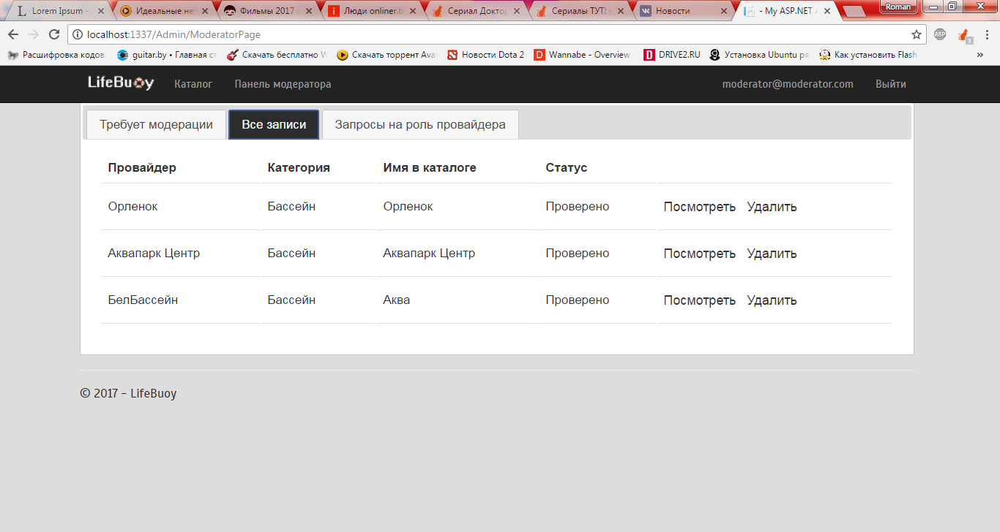 Lorem Ipsum -
Идеальные не
Фильмы 2017
Люди onliner.b
Сериал Доктор
Сериалы ТУТ!
Новости
- My ASP.NET
Roman
localhost:1337/Admin/ModeratorPage
ABP
3
Расшифровка кодов
guitar.by • Главная ст
Скачать бесплатно
Скачать торрент Ava
Новости Dota 2
Wannabe - Overview
DRIVE2.RU
Установка Ubuntu ря
Как установить Flash
»
LifeBuoy
Каталог
Панель модератора
moderator@moderator.com
Выйти
Требует модерации
Все записи
Запросы на роль провайдера
Провайдер Категория Имя в каталоге Статус
Орленок Бассейн Орленок Проверено Посмотреть Удалить
Аквапарк Центр Бассейн Аквапарк Центр Проверено Посмотреть Удалить
БелБассейн Бассейн Аква Проверено Посмотреть Удалить
© 2017 - LifeBuoy